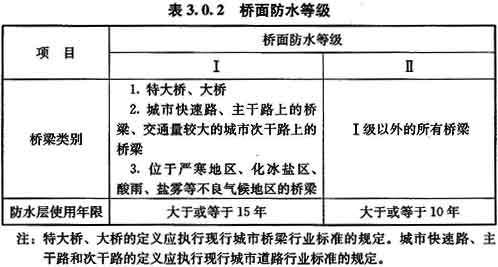 表 3.0.2 桥面防水等级
项 目
桥面防水等级
Ⅰ
Ⅱ
桥梁类别
1. 特大桥、大桥
2. 城市快速路、主干路上的桥
梁、交通量较大的城市次干路上的
桥梁
3. 位于严寒地区、化冰盐区、
酸雨、盐雾等不良气候地区的桥梁
Ⅰ级以外的所有桥梁
防水层使用年限
大于或等于 15 年
大于或等于 10 年
注：特大桥、大桥的定义应执行现行城市桥梁行业标准的规定。城市快速路、主
干路和次干路的定义应执行现行城市道路行业标准的规定。